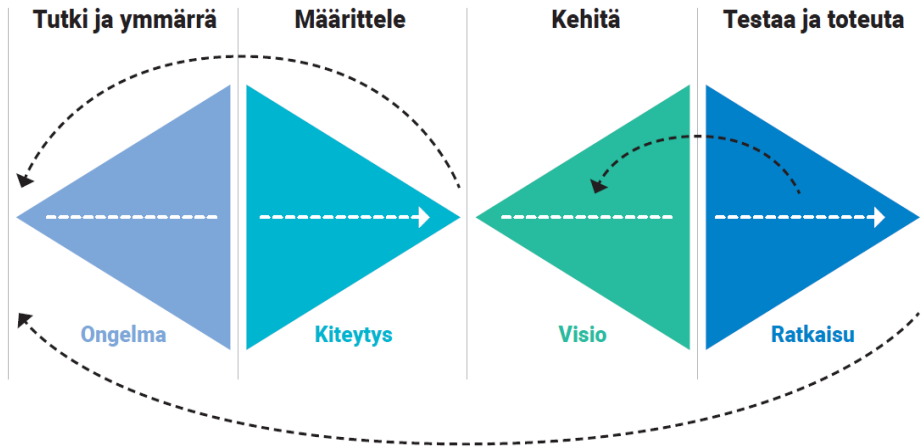 Tutki ja ymmärrä
Määrittele
Kehitä
Testaa ja toteuta
Ongelma
Kiteytys
Visio
Ratkaisu